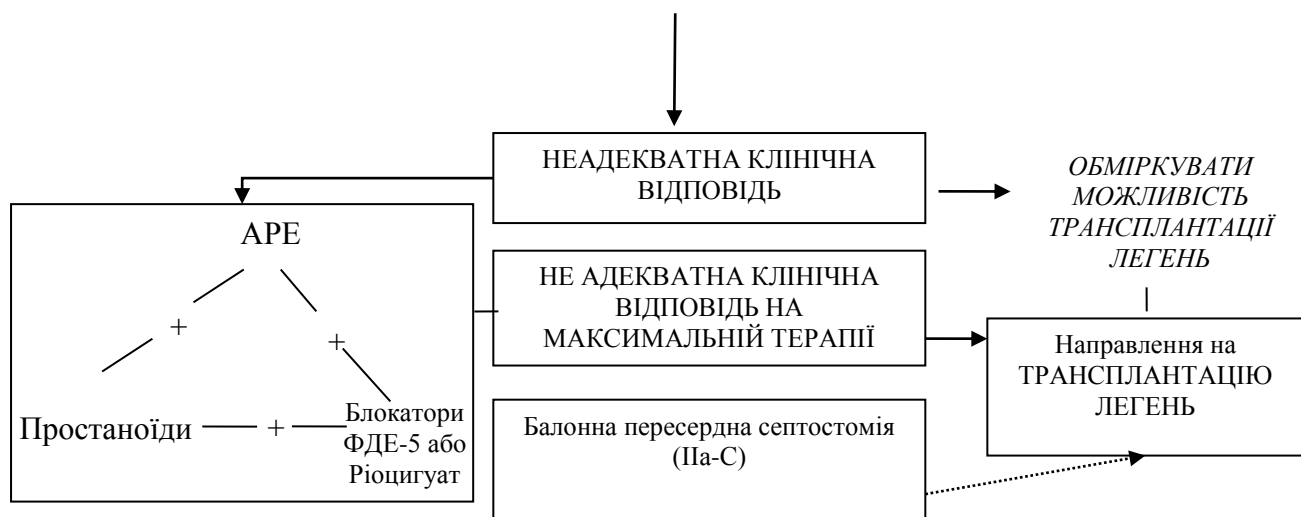 НЕАДЕКВАТНА КЛІНІЧНА
ВІДПОВІДЬ
ОБМІРКУВАТИ
МОЖЛИВІСТЬ
ТРАНСПЛАНТАЦІЇ
ЛЕГЕНЬ
АРЕ
+
+
Простаноїди
+
Блокатори
ФДЕ-5 або
Ріоцигуат
НЕ АДЕКВАТНА КЛІНІЧНА
ВІДПОВІДЬ НА
МАКСИМАЛЬНІЙ ТЕРАПІЇ
Направлення на
ТРАНСПЛАНТАЦІЮ
ЛЕГЕНЬ
Балонна пересердна септостомія
(ІІа-С)